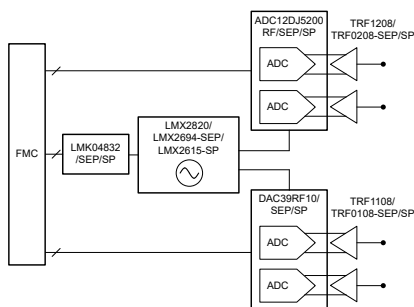 ADC12DJ5200
RF/SEP/SP
TRF1208/
TRF0208-SEP/SP
ADC
ADC
LMX2820/
LMX2694-SEP/
LMX2615-SP
LMK04832
/SEP/SP
FMC
DAC39RF10/
SEP/SP
TRF1108/
TRF0108-SEP/SP
ADC
ADC